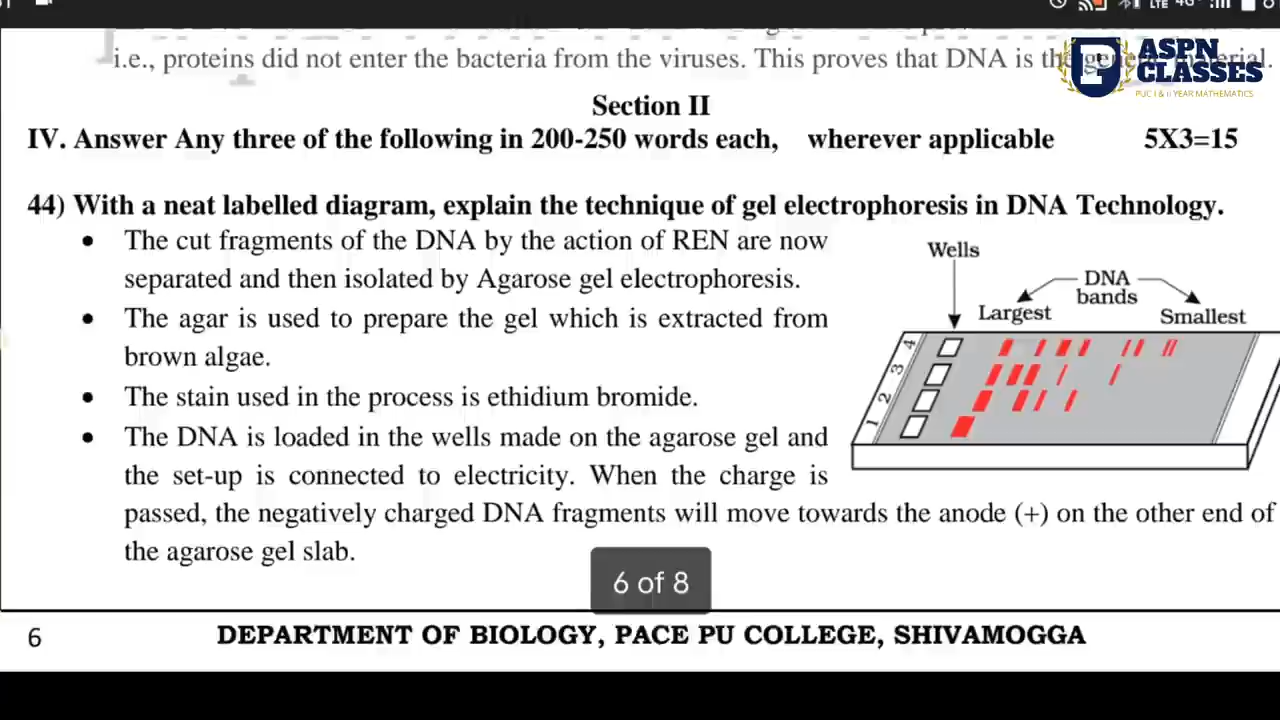 LTE 4G
i.e., proteins did not enter the bacteria from the viruses. This proves that DNA is the genetic material.
ASPN
CLASSES
PUC I & II YEAR MATHEMATICS
Section II
IV. Answer Any three of the following in 200-250 words each, wherever applicable 5X3=15
44) With a neat labelled diagram, explain the technique of gel electrophoresis in DNA Technology.
• The cut fragments of the DNA by the action of REN are now
separated and then isolated by Agarose gel electrophoresis.
• The agar is used to prepare the gel which is extracted from
brown algae.
• The stain used in the process is ethidium bromide.
• The DNA is loaded in the wells made on the agarose gel and
the set-up is connected to electricity. When the charge is
passed, the negatively charged DNA fragments will move towards the anode (+) on the other end of
the agarose gel slab.
Wells
DNA
bands
Largest
Smallest
4
3
2
1
6 of 8
6 DEPARTMENT OF BIOLOGY, PACE PU COLLEGE, SHIVAMOGGA